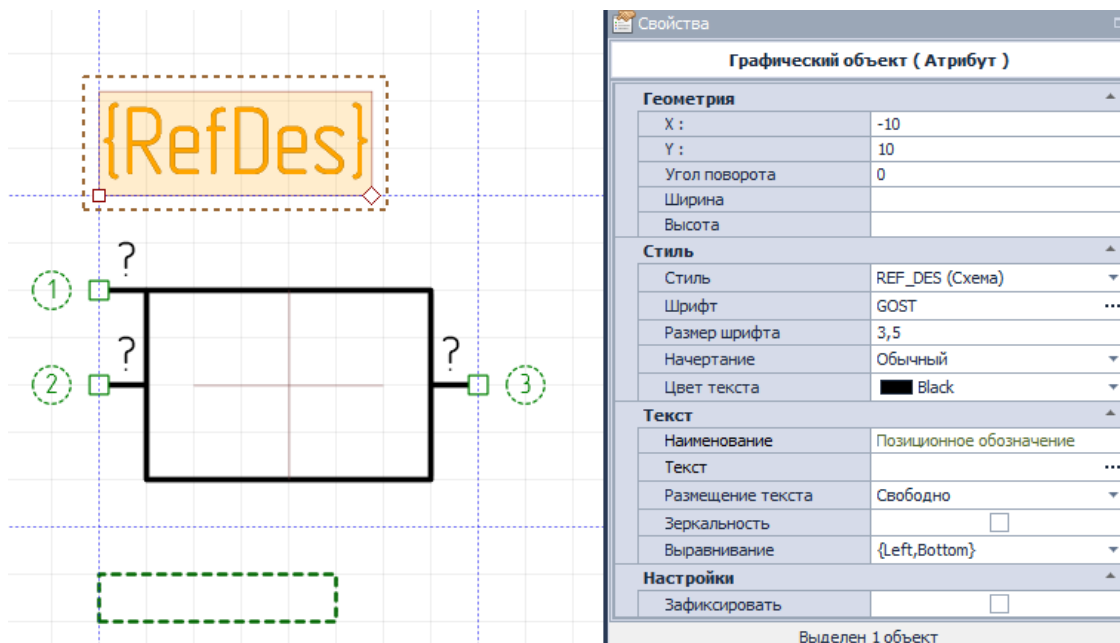 {RefDes}
?
1
?
2
?
3
Свойства
Графический объект ( Атрибут )
Геометрия
X : -10
Y : 10
Угол поворота 0
Ширина
Высота
Стиль
Стиль REF_DES (Схема)
Шрифт GOST ...
Размер шрифта 3,5
Начертание Обычный
Цвет текста Black
Текст
Наименование Позиционное обозначение
Текст ...
Размещение текста Свободно
Зеркальность
Выравнивание {Left,Bottom}
Настройки
Зафиксировать
Выделен 1 объект